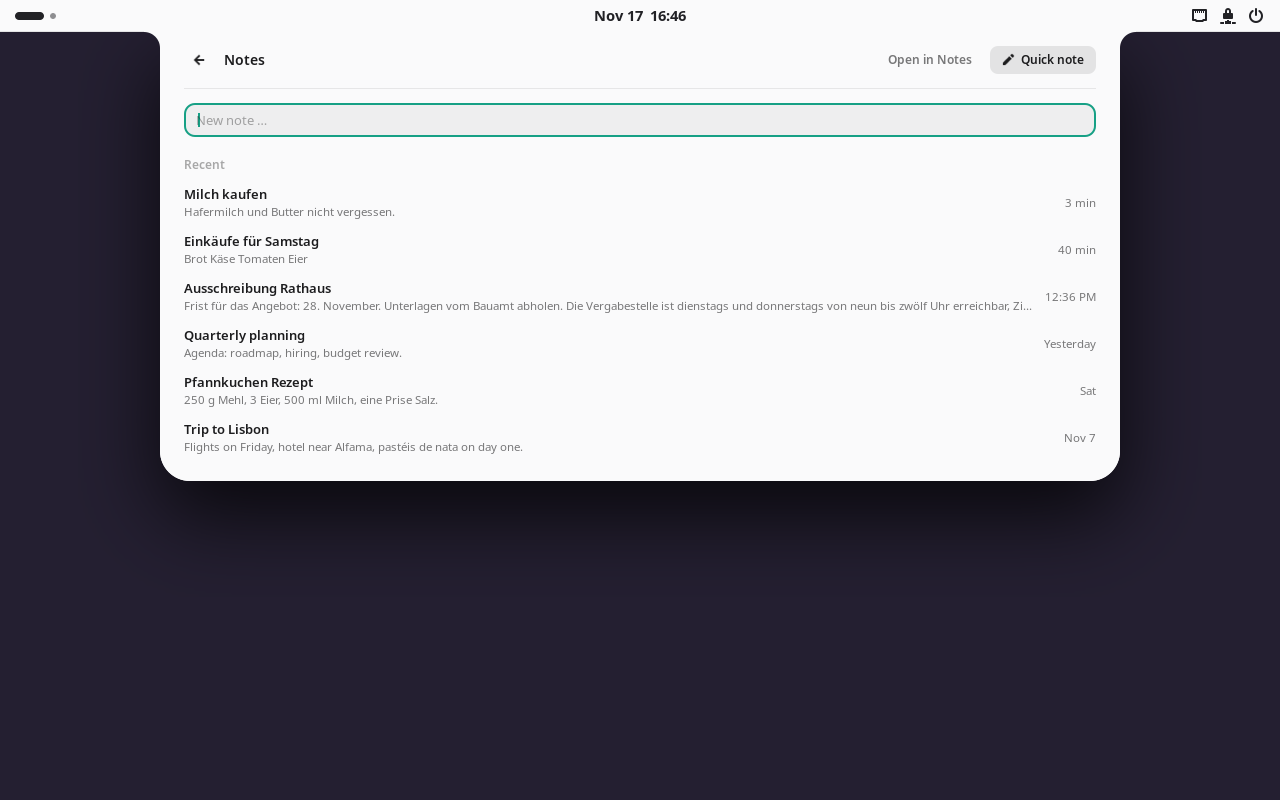 Nov 17 16:46
Notes
Open in Notes
Quick note
New note ...
Recent
Milch kaufen
Hafermilch und Butter nicht vergessen.
3 min
Einkäufe für Samstag
Brot Käse Tomaten Eier
40 min
Ausschreibung Rathaus
Frist für das Angebot: 28. November. Unterlagen vom Bauamt abholen. Die Vergabestelle ist dienstags und donnerstags von neun bis zwölf Uhr erreichbar, Zi...
12:36 PM
Quarterly planning
Agenda: roadmap, hiring, budget review.
Yesterday
Pfannkuchen Rezept
250 g Mehl, 3 Eier, 500 ml Milch, eine Prise Salz.
Sat
Trip to Lisbon
Flights on Friday, hotel near Alfama, pastéis de nata on day one.
Nov 7